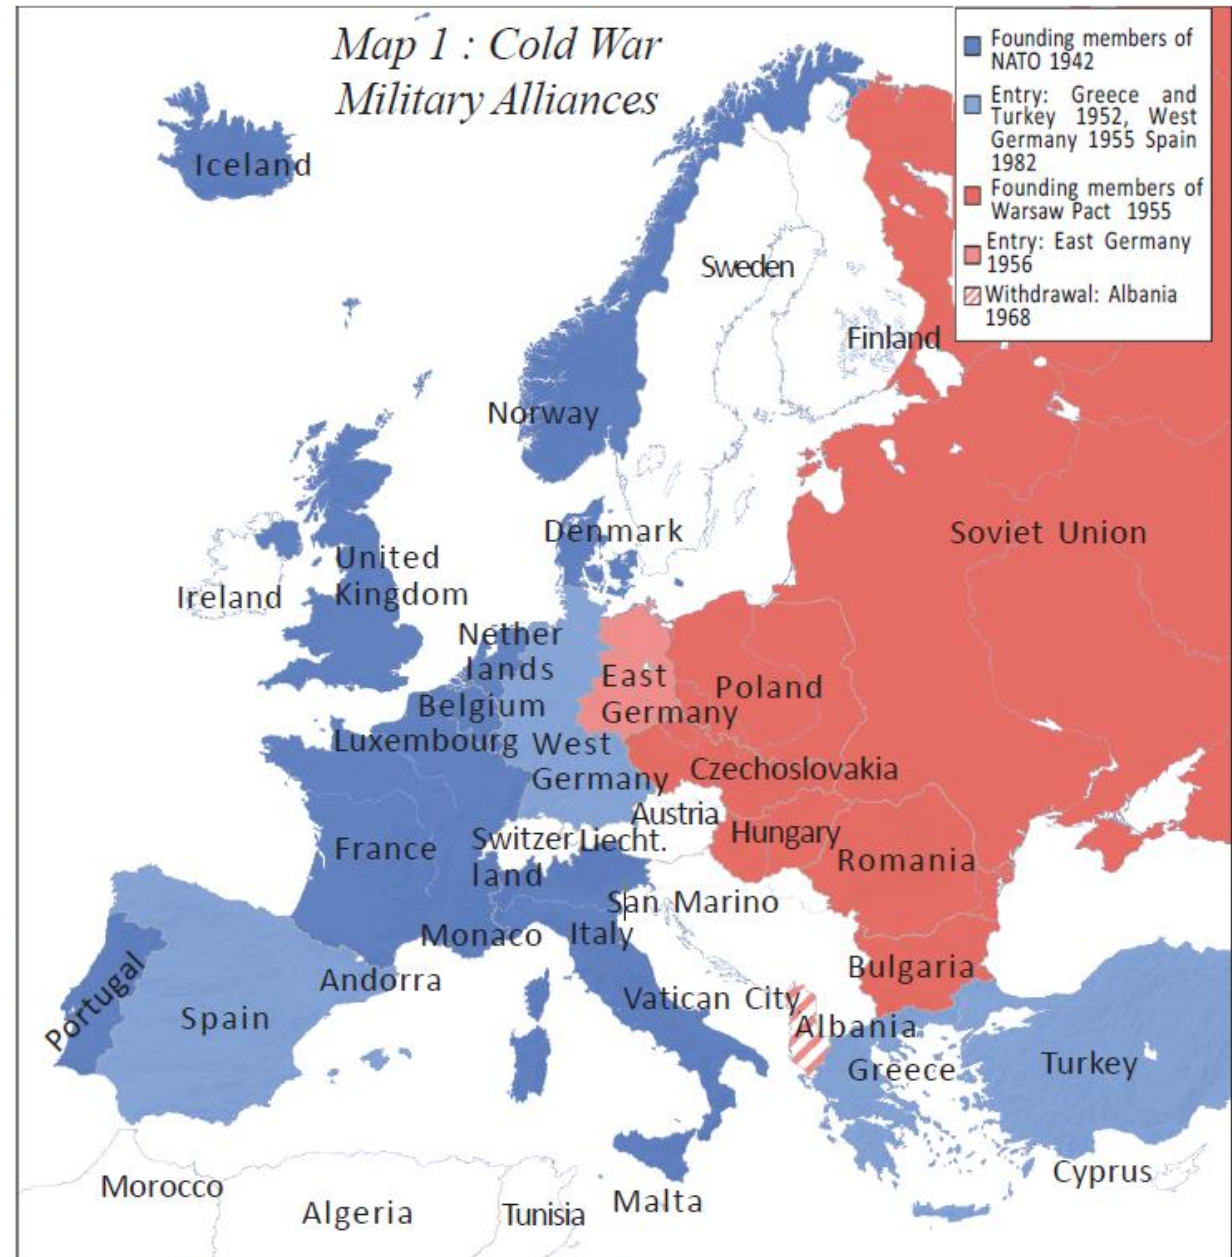 Map 1 : Cold War
Military Alliances
Founding members of
NATO 1942
Entry: Greece and
Turkey 1952, West
Germany 1955 Spain
1982
Founding members of
Warsaw Pact 1955
Entry: East Germany
1956
Withdrawal: Albania
1968
Iceland
Sweden
Finland
Norway
Denmark
Soviet Union
United
Kingdom
Ireland
Nether
lands
East
Germany
Poland
Belgium
Luxembourg
West
Germany
Czechoslovakia
Austria
Switzer
land
Liecht.
Hungary
France
Romania
San Marino
Monaco
Italy
Portugal
Andorra
Bulgaria
Spain
Vatican City
Albania
Greece
Turkey
Cyprus
Morocco
Algeria
Tunisia
Malta